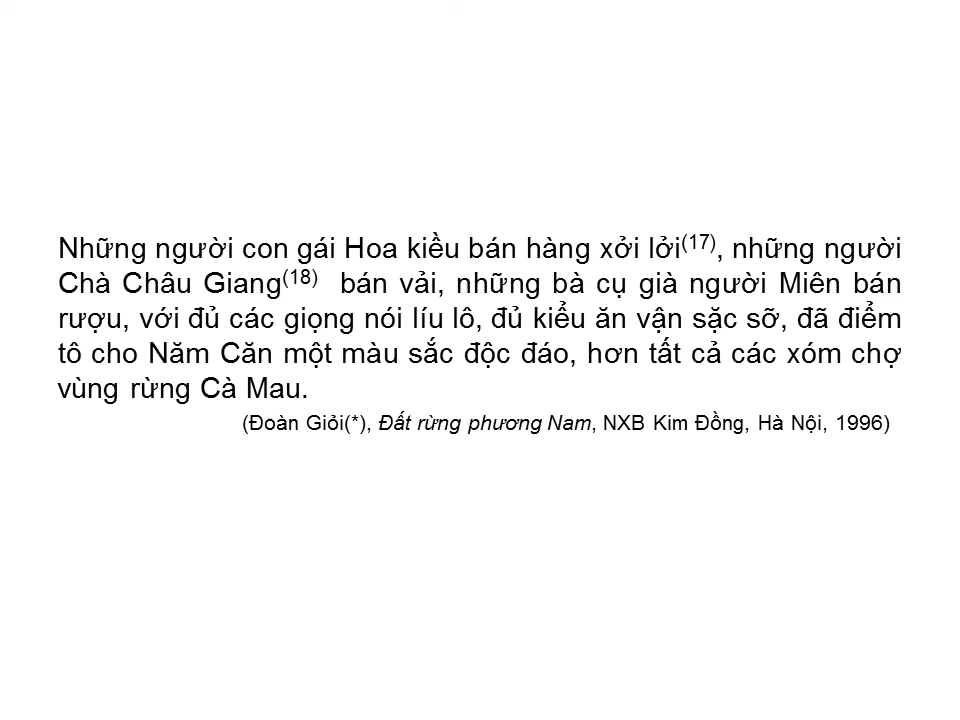 Những người con gái Hoa kiều bán hàng xởi lởi(17), những người
Chà Châu Giang(18) bán vải, những bà cụ già người Miên bán
rượu, với đủ các giọng nói líu lô, đủ kiểu ăn vận sặc sỡ, đã điểm
tô cho Năm Căn một màu sắc độc đáo, hơn tất cả các xóm chợ
vùng rừng Cà Mau.
(Đoàn Giỏi(*), Đất rừng phương Nam, NXB Kim Đồng, Hà Nội, 1996)